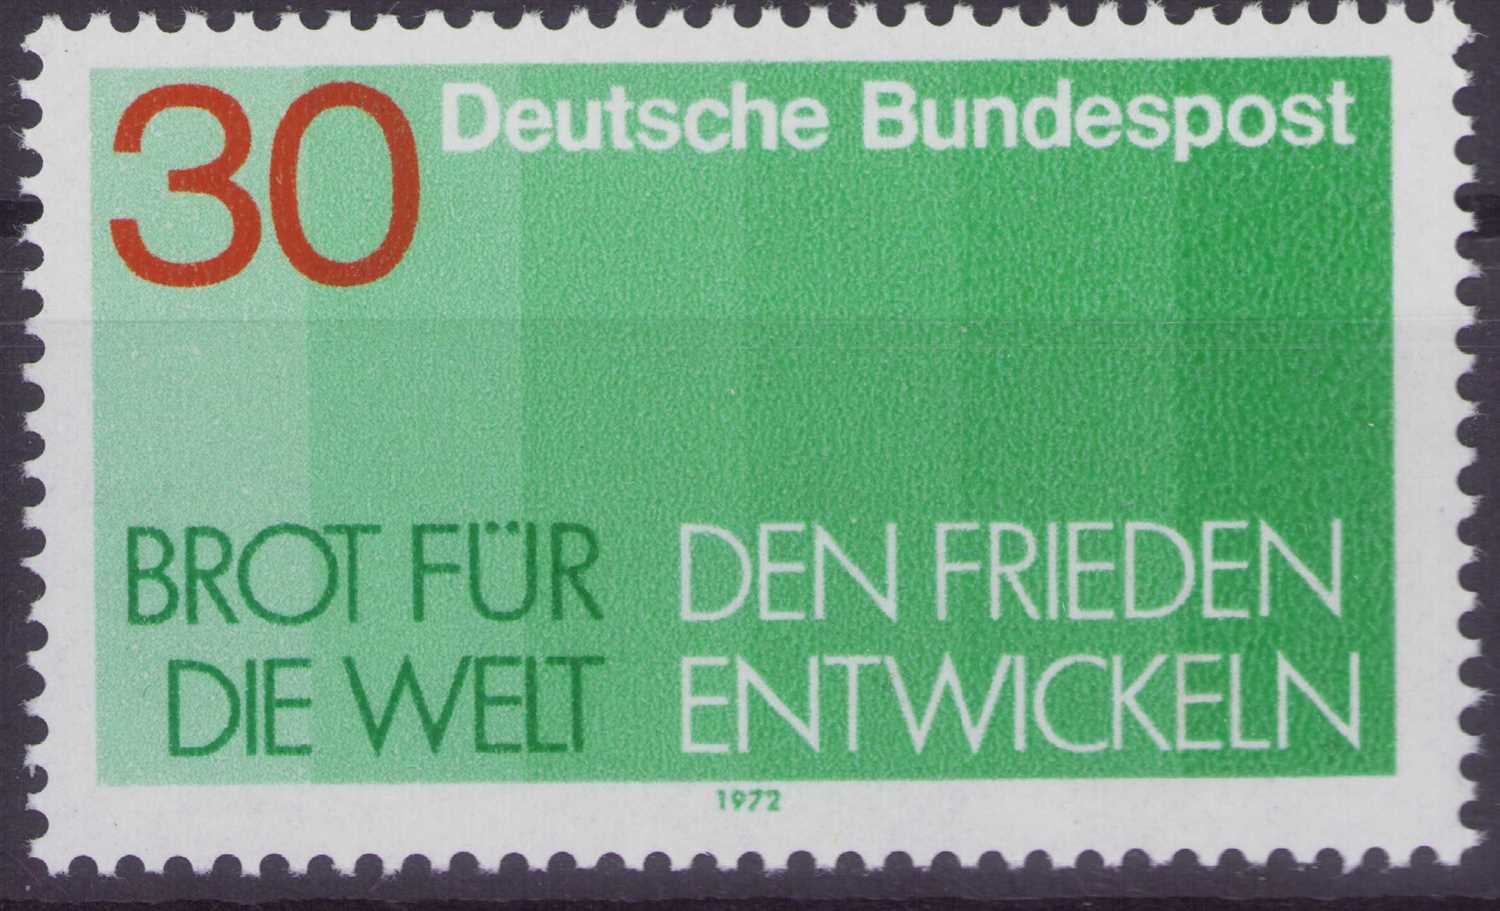 30 Deutsche Bundespost
BROT FÜR
DIE WELT
DEN FRIEDEN
ENTWICKELN
1972